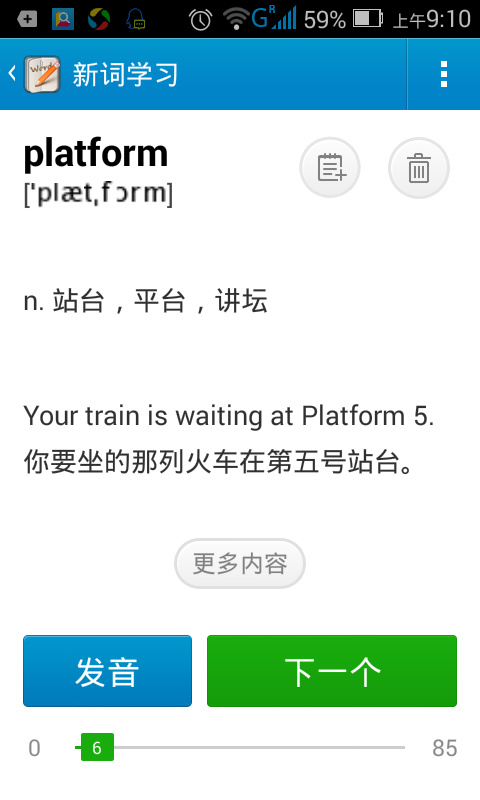 59% 上午9:10
新词学习
platform
['plæt,fɔrm]
n. 站台，平台，讲坛
Your train is waiting at Platform 5.
你要坐的那列火车在第五号站台。
更多内容
发音 下一个
0 6 85